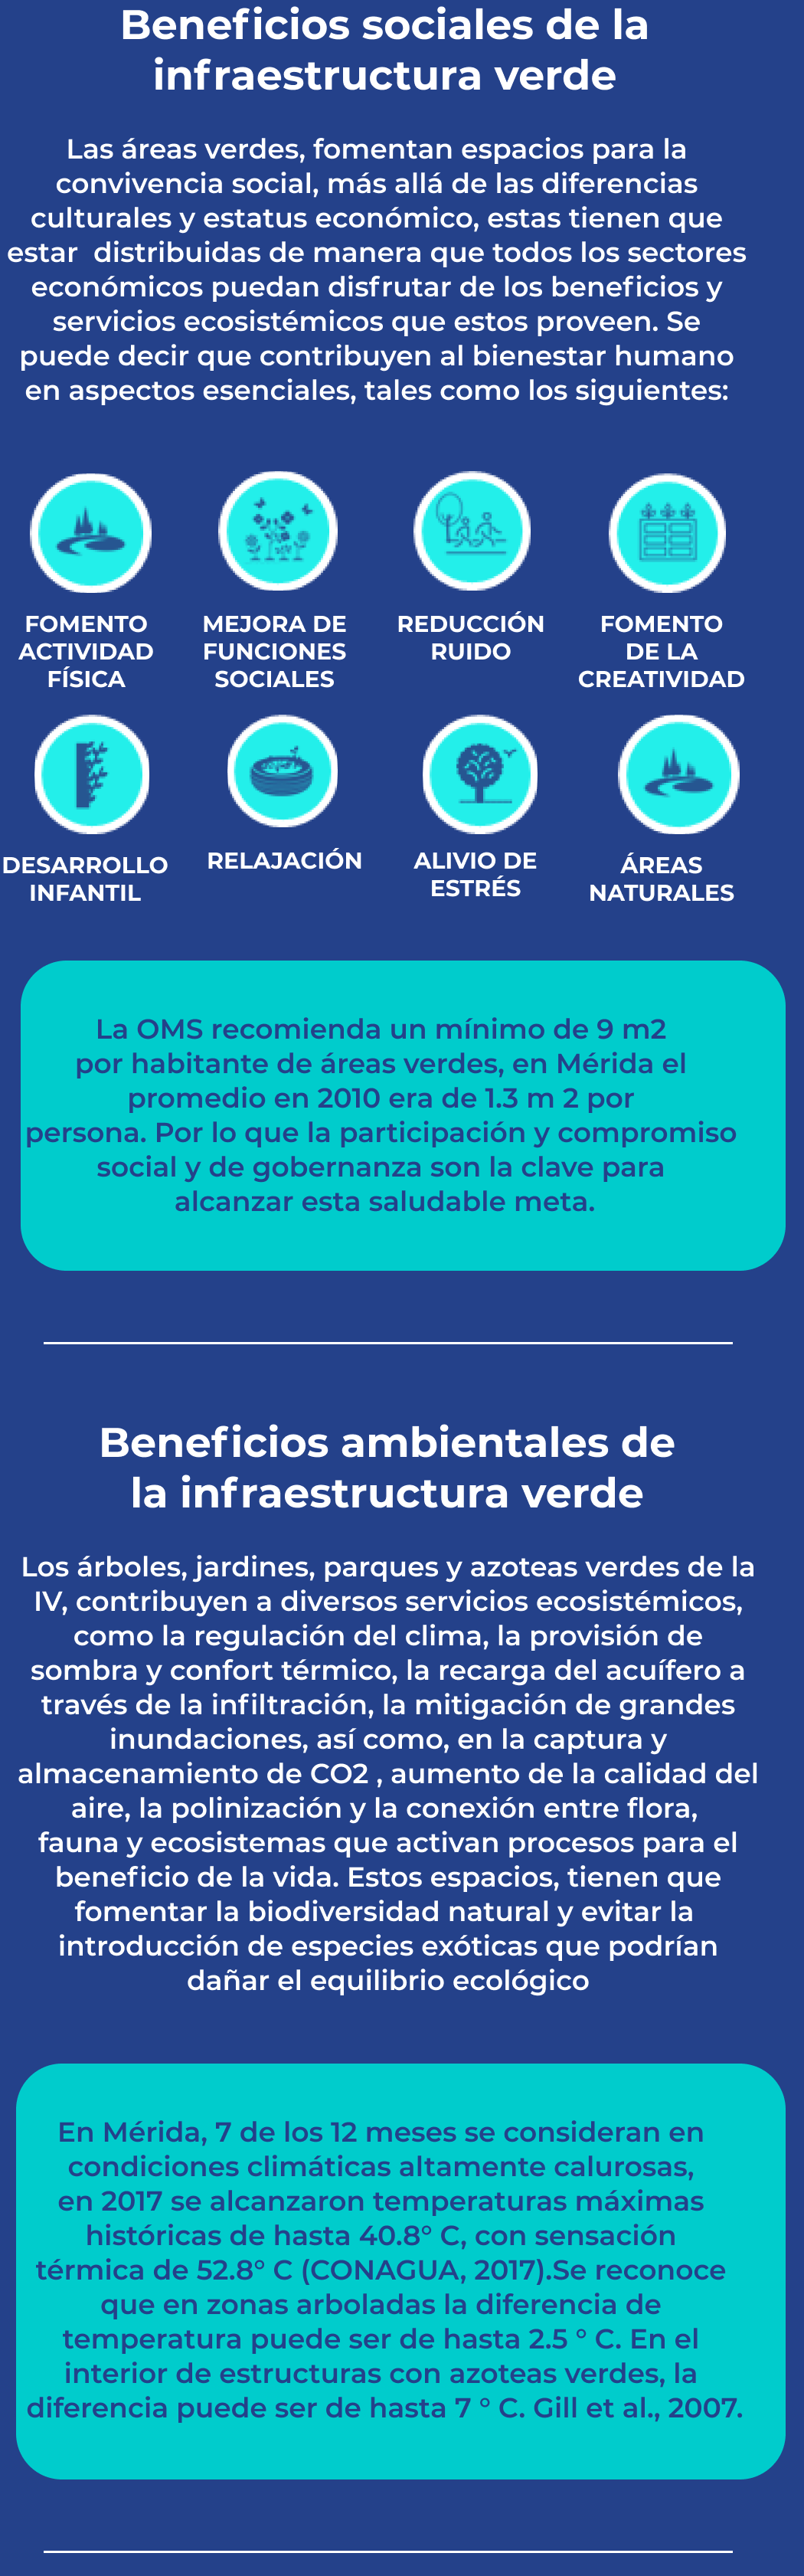 Beneficios sociales de la
infraestructura verde
Las áreas verdes, fomentan espacios para la
convivencia social, más allá de las diferencias
culturales y estatus económico, estas tienen que
estar  distribuidas de manera que todos los sectores
económicos puedan disfrutar de los beneficios y
servicios ecosistémicos que estos proveen. Se
puede decir que contribuyen al bienestar humano
en aspectos esenciales, tales como los siguientes:
FOMENTO
ACTIVIDAD
FÍSICA
MEJORA DE
FUNCIONES
SOCIALES
REDUCCIÓN
RUIDO
FOMENTO
DE LA
CREATIVIDAD
DESARROLLO
INFANTIL
RELAJACIÓN
ALIVIO DE
ESTRÉS
ÁREAS
NATURALES
La OMS recomienda un mínimo de 9 m2
por habitante de áreas verdes, en Mérida el
promedio en 2010 era de 1.3 m 2 por
persona. Por lo que la participación y compromiso
social y de gobernanza son la clave para
alcanzar esta saludable meta.
Beneficios ambientales de
la infraestructura verde
Los árboles, jardines, parques y azoteas verdes de la
IV, contribuyen a diversos servicios ecosistémicos,
como la regulación del clima, la provisión de
sombra y confort térmico, la recarga del acuífero a
través de la infiltración, la mitigación de grandes
inundaciones, así como, en la captura y
almacenamiento de CO2 , aumento de la calidad del
aire, la polinización y la conexión entre flora,
fauna y ecosistemas que activan procesos para el
beneficio de la vida. Estos espacios, tienen que
fomentar la biodiversidad natural y evitar la
introducción de especies exóticas que podrían
dañar el equilibrio ecológico
En Mérida, 7 de los 12 meses se consideran en
condiciones climáticas altamente calurosas,
en 2017 se alcanzaron temperaturas máximas
históricas de hasta 40.8° C, con sensación
térmica de 52.8° C (CONAGUA, 2017).Se reconoce
que en zonas arboladas la diferencia de
temperatura puede ser de hasta 2.5 ° C. En el
interior de estructuras con azoteas verdes, la
diferencia puede ser de hasta 7 ° C. Gill et al., 2007.